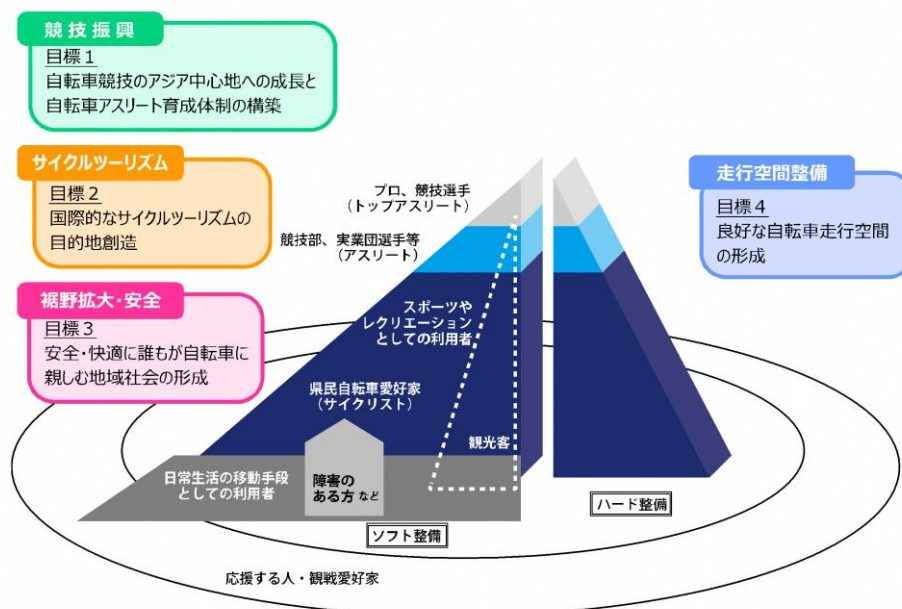 競技振興
目標１
自転車競技のアジア中心地への成長と
自転車アスリート育成体制の構築
サイクルツーリズム
目標２
国際的なサイクルツーリズムの
目的地創造
裾野拡大・安全
目標３
安全・快適に誰もが自転車に
親しむ地域社会の形成
走行空間整備
目標４
良好な自転車走行空間
の形成
プロ、競技選手
（トップアスリート）
競技部、実業団選手等
（アスリート）
スポーツや
レクリエーション
としての利用者
県民自転車愛好家
（サイクリスト）
観光客
日常生活の移動手段
としての利用者
障害の
ある方 など
ソフト整備
ハード整備
応援する人・観戦愛好家